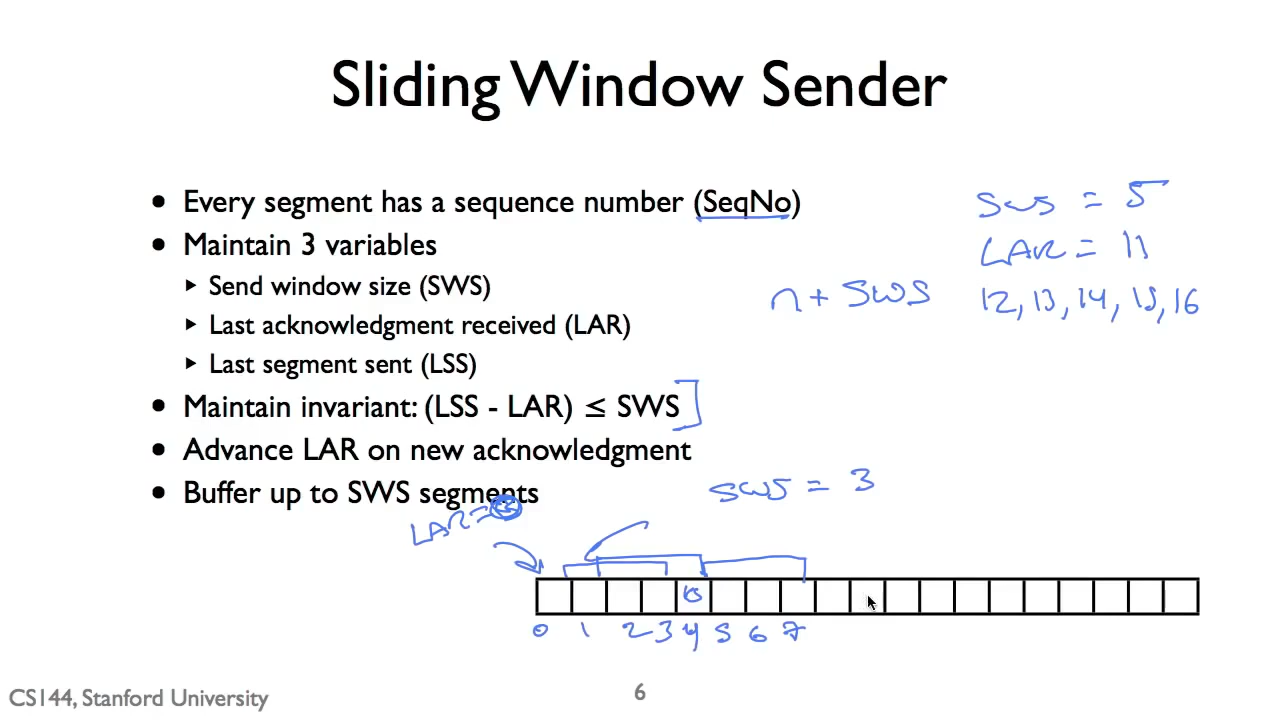 Sliding Window Sender
• Every segment has a sequence number (SeqNo)
SWS = 5
• Maintain 3 variables
LAR = 11
‣ Send window size (SWS)
n + SWS
12, 13, 14, 15, 16
‣ Last acknowledgment received (LAR)
‣ Last segment sent (LSS)
• Maintain invariant: (LSS - LAR) ≤ SWS
• Advance LAR on new acknowledgment
• Buffer up to SWS segments
SWS = 3
LAR=
0 1 2 3 4 5 6 7
CS144, Stanford University
6